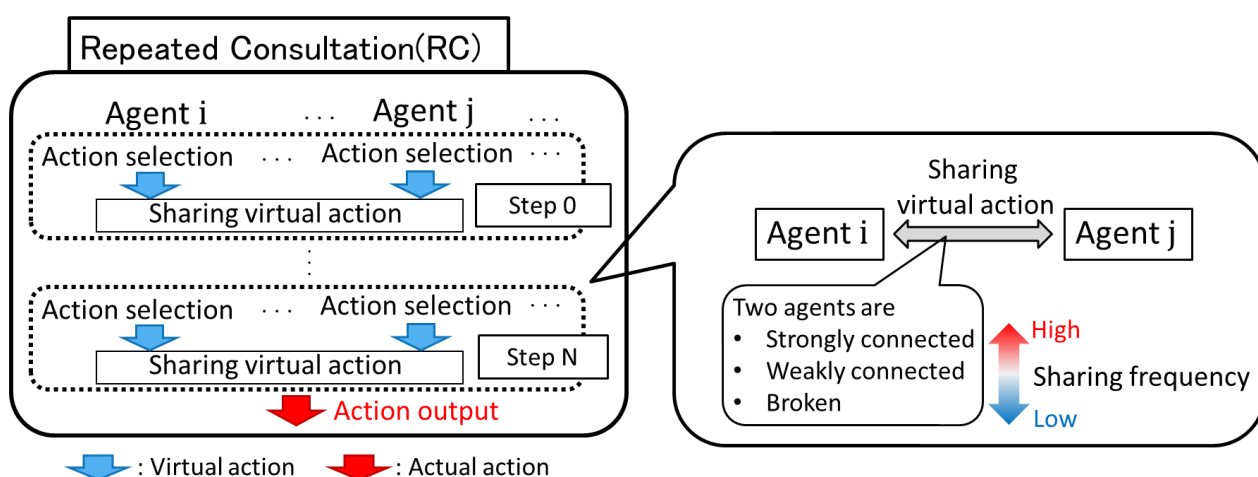 Repeated Consultation(RC)
Agent i ... Agent j ...
Action selection ... Action selection ...
Sharing virtual action
Step 0
Action selection ... Action selection ...
Sharing virtual action
Step N
Action output
: Virtual action
: Actual action
Sharing
virtual action
Agent i
Agent j
Two agents are
• Strongly connected
• Weakly connected
• Broken
High
Sharing frequency
Low